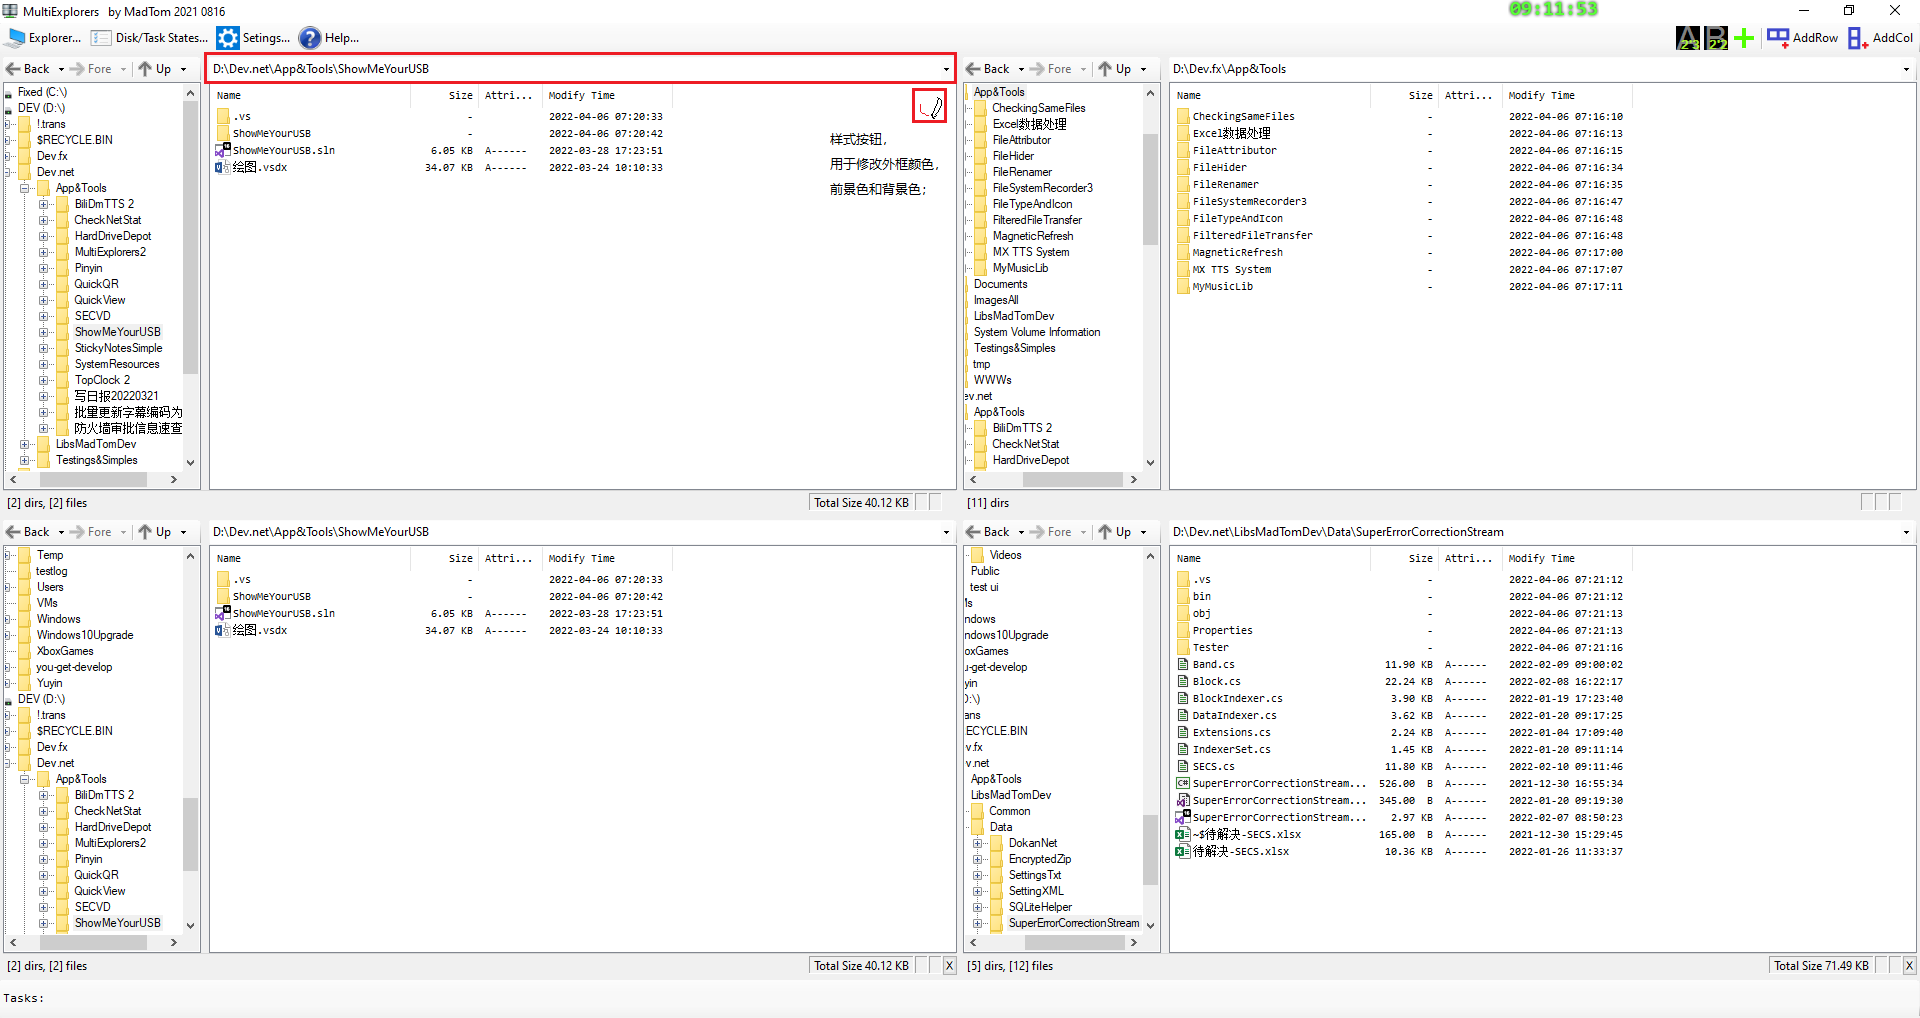 MultiExplorers   by MadTom 2021 0816
09:11:53
Explorer...
Disk/Task States...
Setings...
Help...
AddRow
AddCol
Back
Fore
Up
D:\Dev.net\App&Tools\ShowMeYourUSB
Fixed (C:\)
DEV (D:\)
!.trans
$RECYCLE.BIN
Dev.fx
Dev.net
App&Tools
BiliDmTTS 2
CheckNetStat
HardDriveDepot
MultiExplorers2
Pinyin
QuickQR
QuickView
SECVD
ShowMeYourUSB
StickyNotesSimple
SystemResources
TopClock 2
写日报20220321
批里更新字幕编码为
防火墙审批信息速查
LibsMadTomDev
Testings&Simples
Name Size Attri... Modify Time
.vs - 2022-04-06 07:20:33
ShowMeYourUSB - 2022-04-06 07:20:42
ShowMeYourUSB.sln 6.05 KB A------ 2022-03-28 17:23:51
绘图.vsdx 34.07 KB A------ 2022-03-24 10:10:33
样式按钮，
用于修改外框颜色，
前景色和背景色；
[2] dirs, [2] files
Total Size 40.12 KB
Back
Fore
Up
D:\Dev.fx\App&Tools
App&Tools
CheckingSameFiles
Excel数据处理
FileAttributor
FileHider
FileRenamer
FileSystemRecorder3
FileTypeAndIcon
FilteredFileTransfer
MagneticRefresh
MX TTS System
MyMusicLib
Documents
ImagesAll
LibsMadTomDev
System Volume Information
Testings&Simples
tmp
WWWs
ev.net
App&Tools
BiliDmTTS 2
CheckNetStat
HardDriveDepot
Name Size Attri... Modify Time
CheckingSameFiles - 2022-04-06 07:16:10
Excel数据处理 - 2022-04-06 07:16:13
FileAttributor - 2022-04-06 07:16:15
FileHider - 2022-04-06 07:16:34
FileRenamer - 2022-04-06 07:16:35
FileSystemRecorder3 - 2022-04-06 07:16:47
FileTypeAndIcon - 2022-04-06 07:16:48
FilteredFileTransfer - 2022-04-06 07:16:48
MagneticRefresh - 2022-04-06 07:17:00
MX TTS System - 2022-04-06 07:17:07
MyMusicLib - 2022-04-06 07:17:11
[11] dirs
Back
Fore
Up
D:\Dev.net\App&Tools\ShowMeYourUSB
Temp
testlog
Users
VMs
Windows
Windows10Upgrade
XboxGames
you-get-develop
Yuyin
DEV (D:\)
!.trans
$RECYCLE.BIN
Dev.fx
Dev.net
App&Tools
BiliDmTTS 2
CheckNetStat
HardDriveDepot
MultiExplorers2
Pinyin
QuickQR
QuickView
SECVD
ShowMeYourUSB
Name Size Attri... Modify Time
.vs - 2022-04-06 07:20:33
ShowMeYourUSB - 2022-04-06 07:20:42
ShowMeYourUSB.sln 6.05 KB A------ 2022-03-28 17:23:51
绘图.vsdx 34.07 KB A------ 2022-03-24 10:10:33
[2] dirs, [2] files
Total Size 40.12 KB
X
Back
Fore
Up
D:\Dev.net\LibsMadTomDev\Data\SuperErrorCorrectionStream
Videos
Public
test ui
ls
ndows
ndows10Upgrade
oxGames
u-get-develop
yin
D:\)
ans
ECYCLE.BIN
v.fx
v.net
App&Tools
LibsMadTomDev
Common
Data
DokanNet
EncryptedZip
SettingsTxt
SettingXML
SQLiteHelper
SuperErrorCorrectionStream
Name Size Attri... Modify Time
.vs - 2022-04-06 07:21:12
bin - 2022-04-06 07:21:12
obj - 2022-04-06 07:21:13
Properties - 2022-04-06 07:21:13
Tester - 2022-04-06 07:21:16
Band.cs 11.90 KB A------ 2022-02-09 09:00:02
Block.cs 22.24 KB A------ 2022-02-08 16:22:17
BlockIndexer.cs 3.90 KB A------ 2022-01-19 17:23:40
DataIndexer.cs 3.62 KB A------ 2022-01-20 09:17:25
Extensions.cs 2.24 KB A------ 2022-01-04 17:09:40
IndexerSet.cs 1.45 KB A------ 2022-01-20 09:11:14
SECS.cs 11.80 KB A------ 2022-02-10 09:11:46
SuperErrorCorrectionStream... 526.00 B A------ 2021-12-30 16:55:34
SuperErrorCorrectionStream... 345.00 B A------ 2022-01-20 09:19:30
SuperErrorCorrectionStream... 2.97 KB A------ 2022-02-07 08:50:23
~$待解决-SECS.xlsx 165.00 B A------ 2021-12-30 15:29:45
待解决-SECS.xlsx 10.36 KB A------ 2022-01-26 11:33:37
[5] dirs, [12] files
Total Size 71.49 KB
X
Tasks: